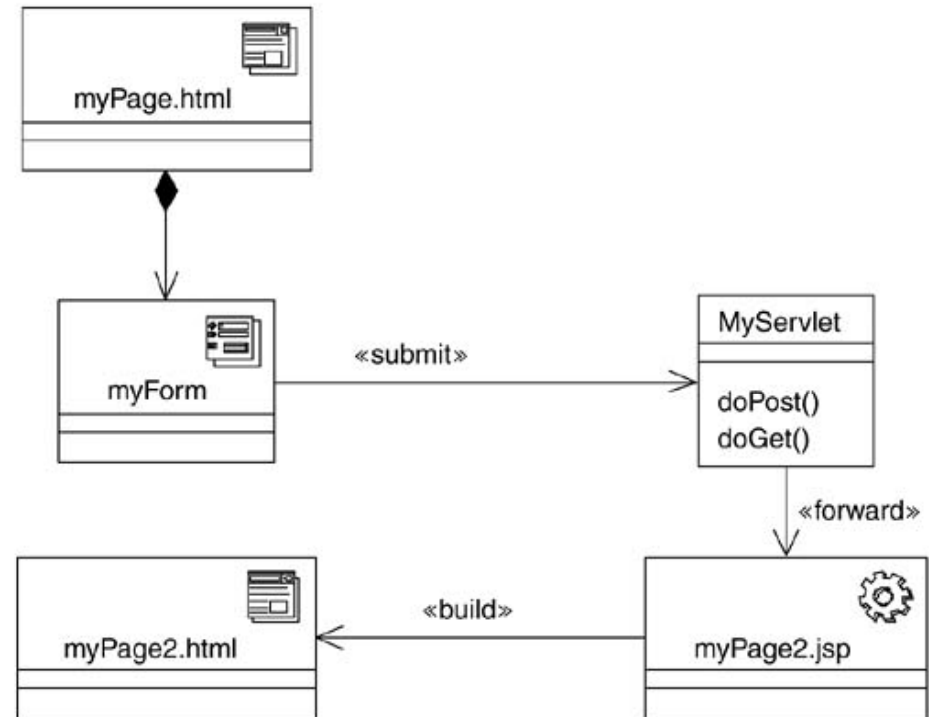 myPage.html
myForm
«submit»
MyServlet
doPost()
doGet()
«forward»
myPage2.html
«build»
myPage2.jsp